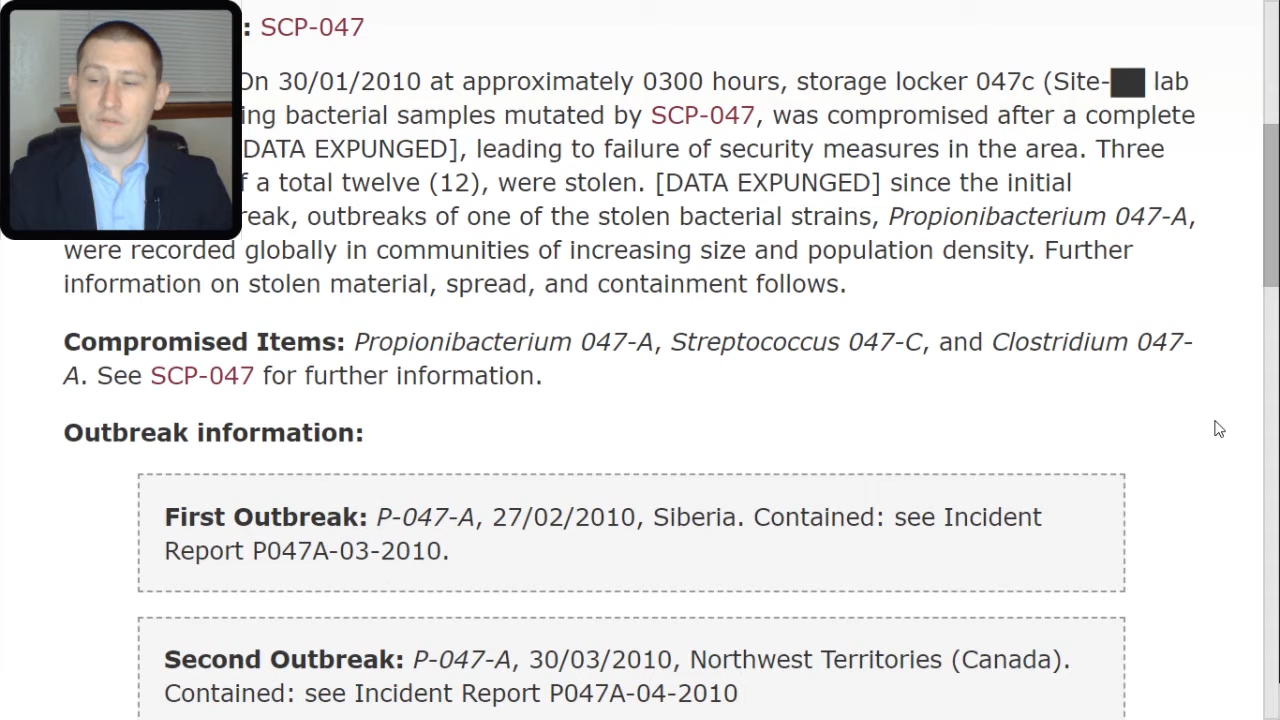 : SCP-047
On 30/01/2010 at approximately 0300 hours, storage locker 047c (Site-██ lab
ing bacterial samples mutated by SCP-047, was compromised after a complete
[DATA EXPUNGED], leading to failure of security measures in the area. Three
f a total twelve (12), were stolen. [DATA EXPUNGED] since the initial
reak, outbreaks of one of the stolen bacterial strains, Propionibacterium 047-A,
were recorded globally in communities of increasing size and population density. Further
information on stolen material, spread, and containment follows.
Compromised Items: Propionibacterium 047-A, Streptococcus 047-C, and Clostridium 047-
A. See SCP-047 for further information.
Outbreak information:
First Outbreak: P-047-A, 27/02/2010, Siberia. Contained: see Incident
Report P047A-03-2010.
Second Outbreak: P-047-A, 30/03/2010, Northwest Territories (Canada).
Contained: see Incident Report P047A-04-2010